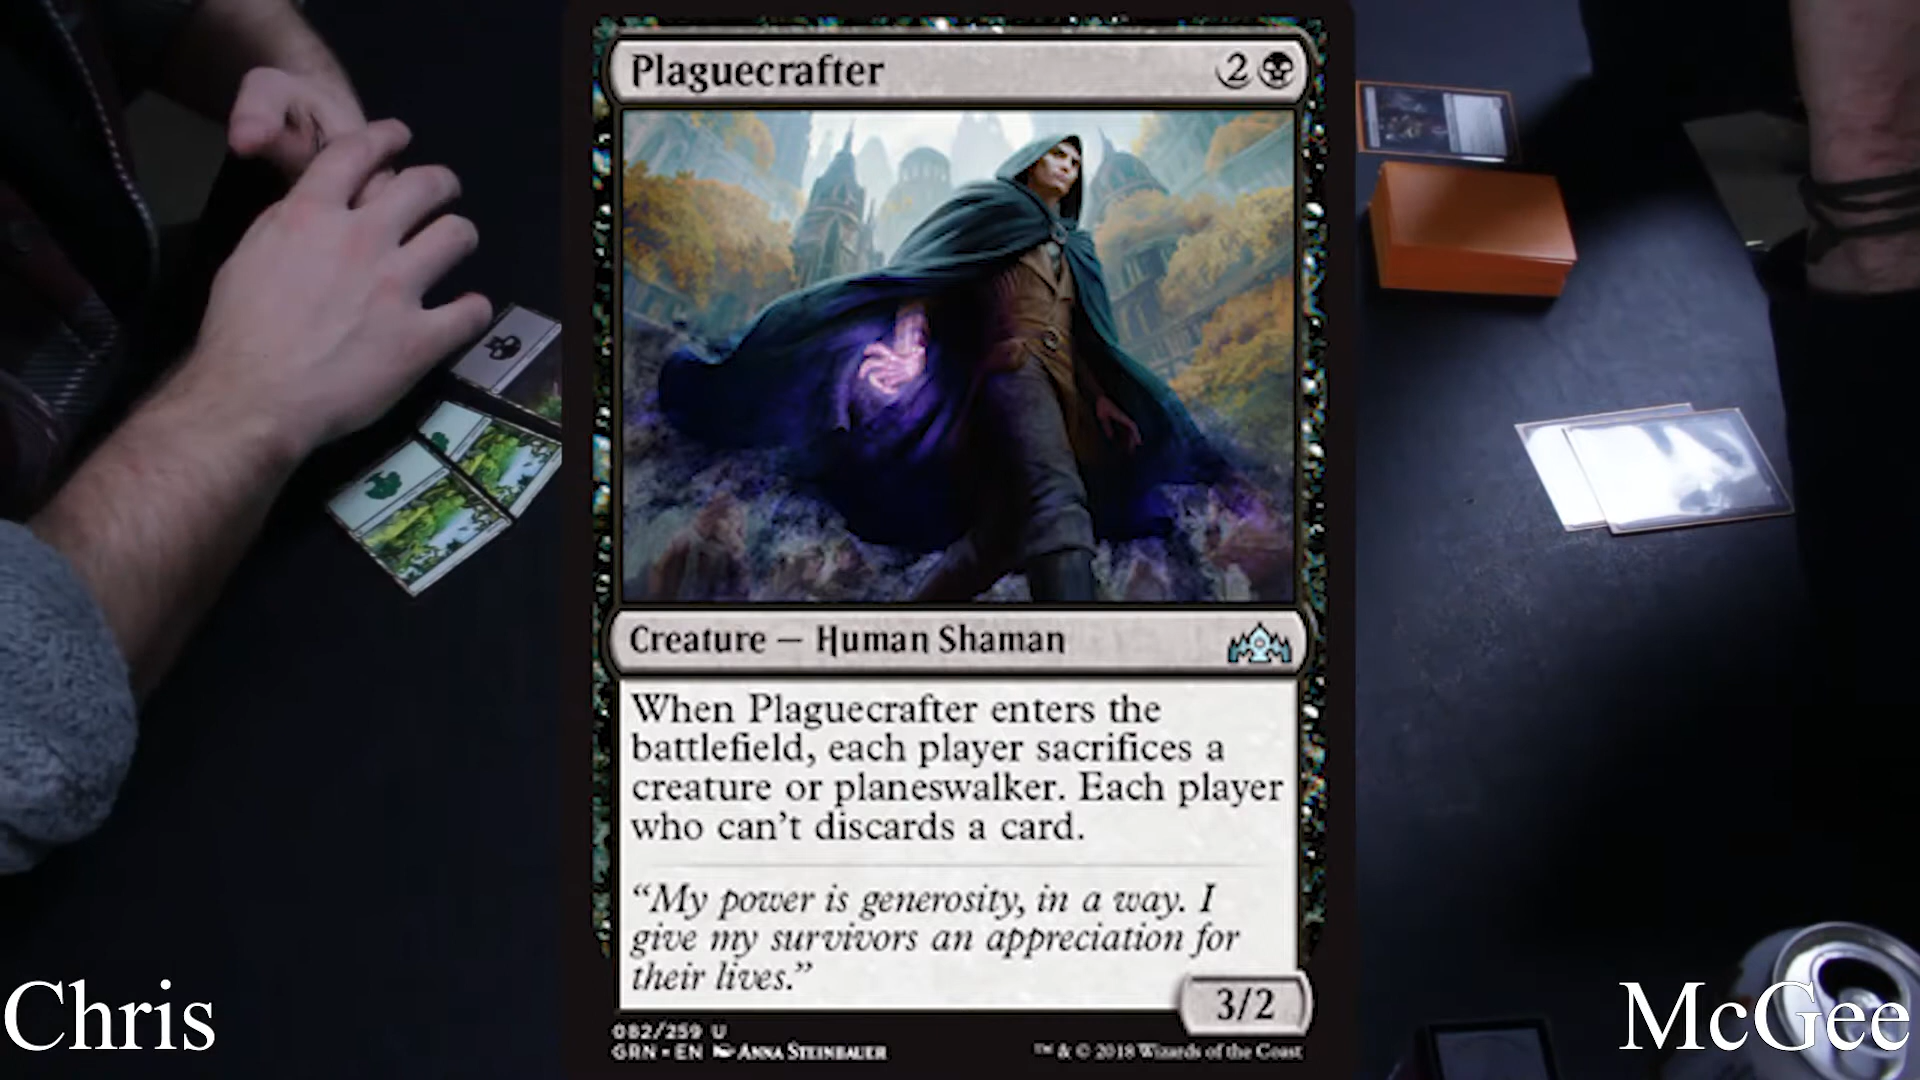 Plaguecrafter 2
Creature — Human Shaman
When Plaguecrafter enters the
battlefield, each player sacrifices a
creature or planeswalker. Each player
who can't discards a card.
“My power is generosity, in a way. I
give my survivors an appreciation for
their lives.”
3/2
082/259 U
GRN • EN Anna Steinbauer
™ & © 2018 Wizards of the Coast
Chris
McGee